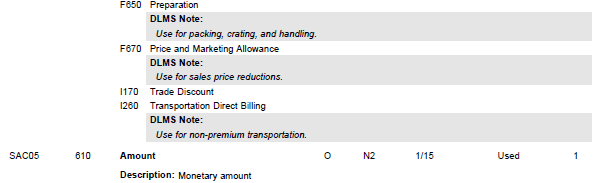 F650 Preparation
DLMS Note:
Use for packing, crating, and handling.
F670 Price and Marketing Allowance
DLMS Note:
Use for sales price reductions.
I170 Trade Discount
I260 Transportation Direct Billing
DLMS Note:
Use for non-premium transportation.
SAC05 610 Amount O N2 1/15 Used 1
Description: Monetary amount